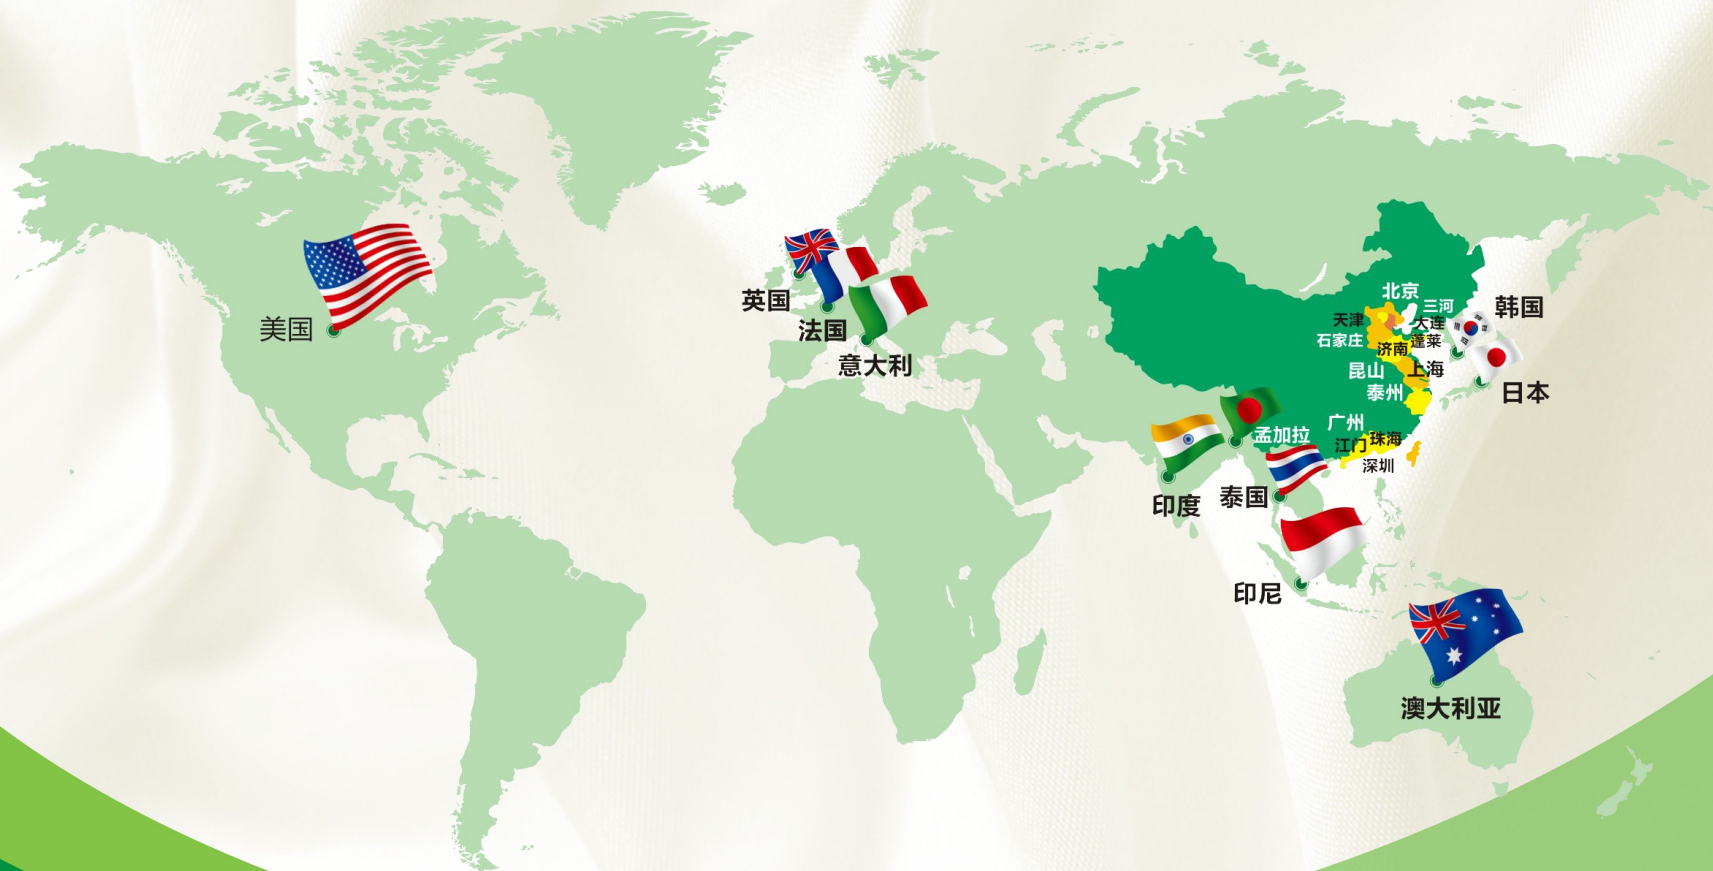 美国
英国
法国
意大利
北京
三河
天津
大连
石家庄
蓬莱
济南
昆山
上海
泰州
广州
江门
珠海
深圳
韩国
日本
孟加拉
印度
泰国
印尼
澳大利亚